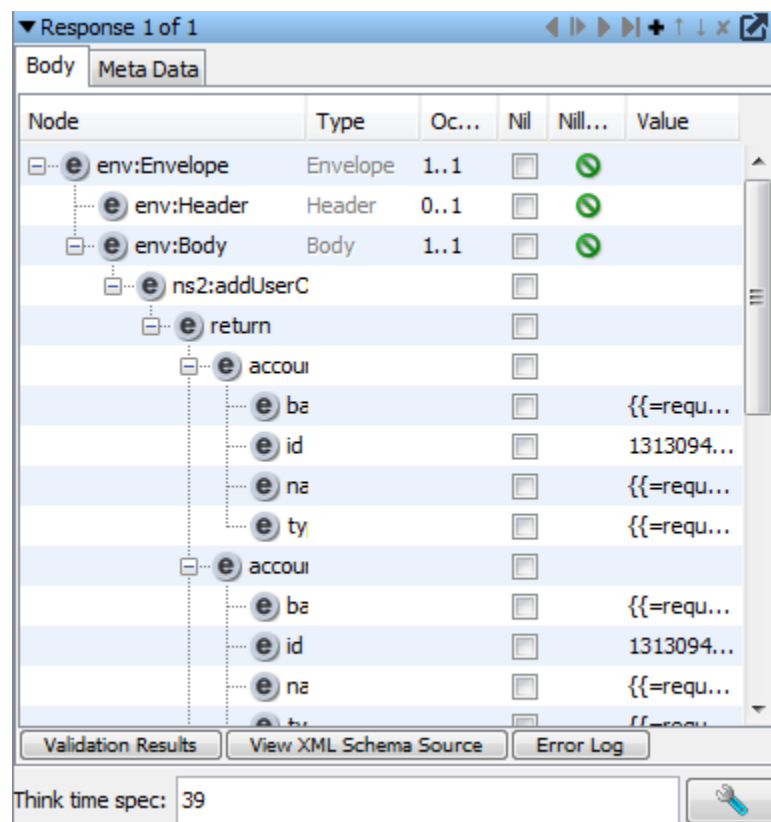 Response 1 of 1
Body Meta Data
Node Type Oc... Nil Nill... Value
e env:Envelope Envelope 1..1
e env:Header Header 0..1
e env:Body Body 1..1
e ns2:addUserC
e return
e accou
e ba {{=requ...
e id 1313094...
e na {{=requ...
e ty {{=requ...
e accou
e ba {{=requ...
e id 1313094...
e na {{=requ...
e ty {{=requ...
Validation Results View XML Schema Source Error Log
Think time spec: 39